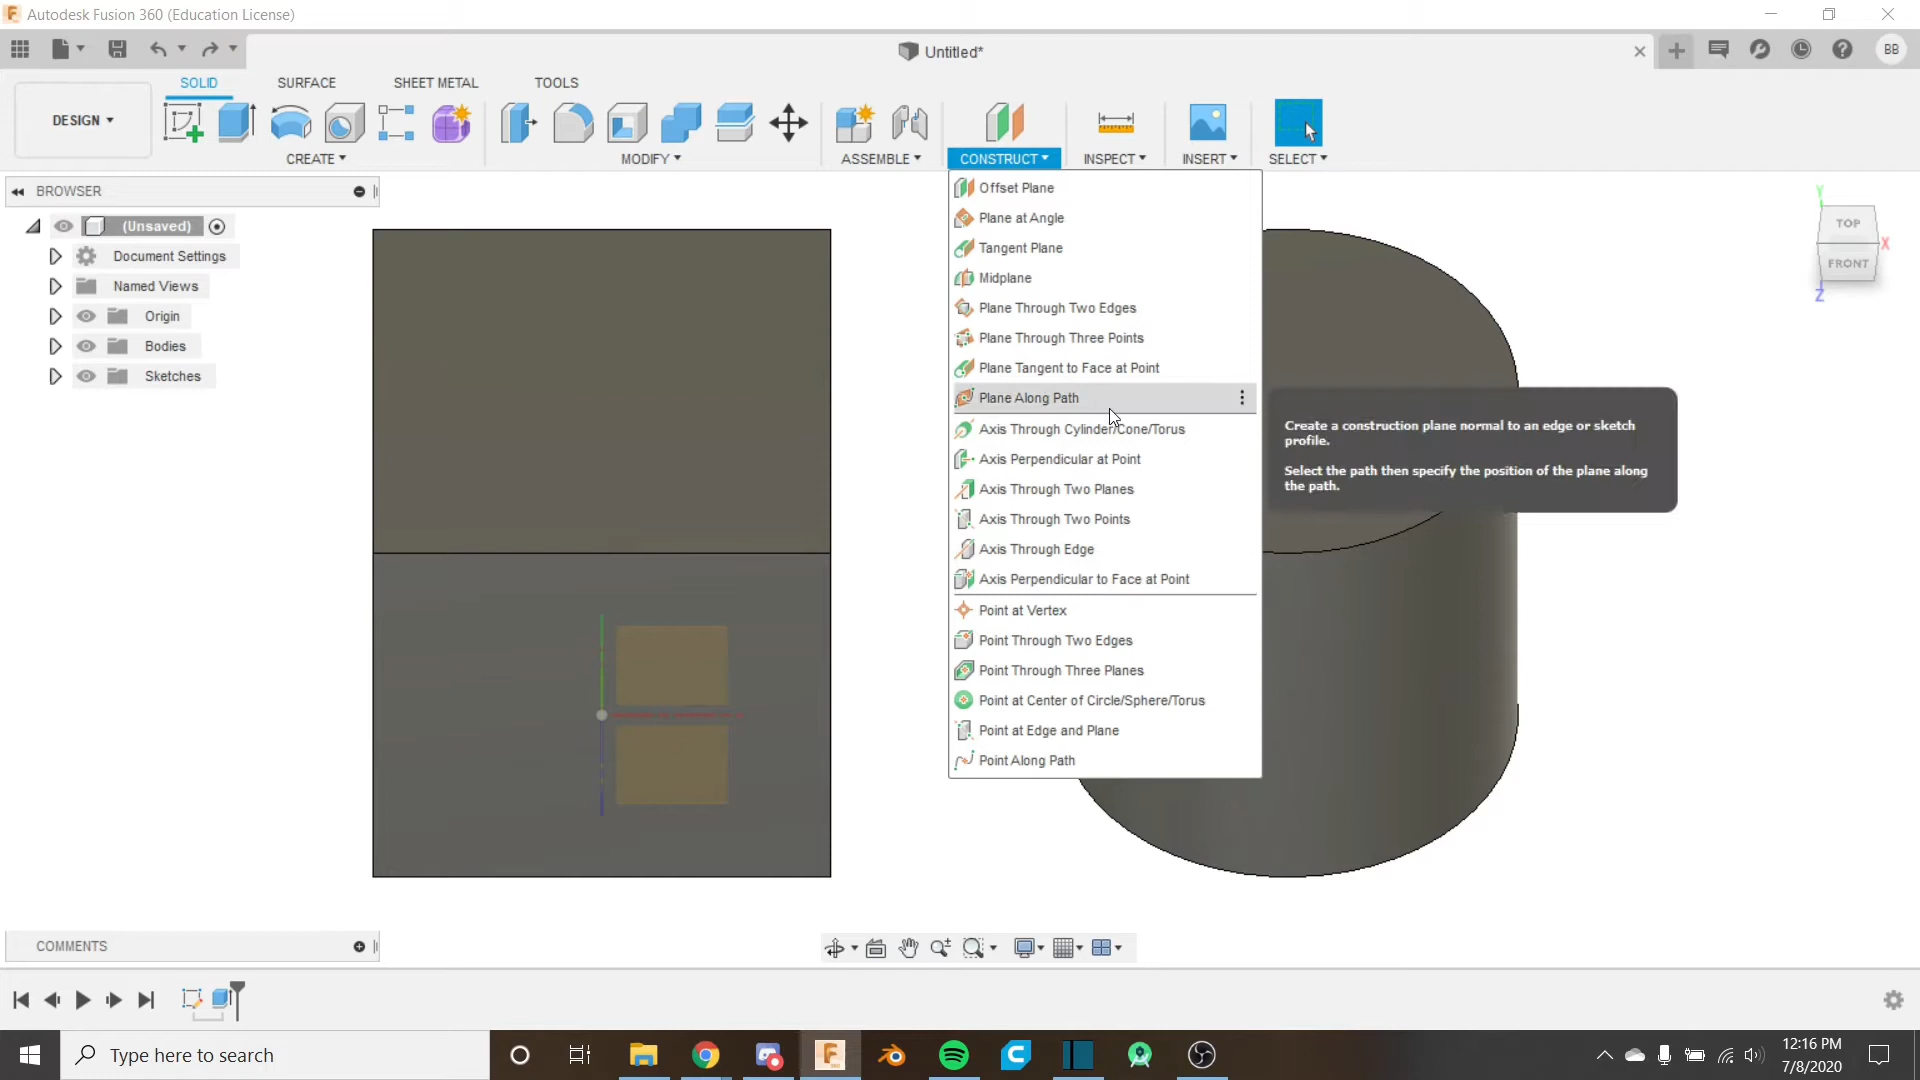 Autodesk Fusion 360 (Education License)
Untitled*
BB
SOLID
SURFACE
SHEET METAL
TOOLS
DESIGN
CREATE
MODIFY
ASSEMBLE
CONSTRUCT
INSPECT
INSERT
SELECT
BROWSER
(Unsaved)
Document Settings
Named Views
Origin
Bodies
Sketches
Offset Plane
Plane at Angle
Tangent Plane
Midplane
Plane Through Two Edges
Plane Through Three Points
Plane Tangent to Face at Point
Plane Along Path
Axis Through Cylinder/Cone/Torus
Axis Perpendicular at Point
Axis Through Two Planes
Axis Through Two Points
Axis Through Edge
Axis Perpendicular to Face at Point
Point at Vertex
Point Through Two Edges
Point Through Three Planes
Point at Center of Circle/Sphere/Torus
Point at Edge and Plane
Point Along Path
Create a construction plane normal to an edge or sketch
profile.
Select the path then specify the position of the plane along
the path.
Y
TOP
X
FRONT
Z
COMMENTS
Type here to search
12:16 PM
7/8/2020